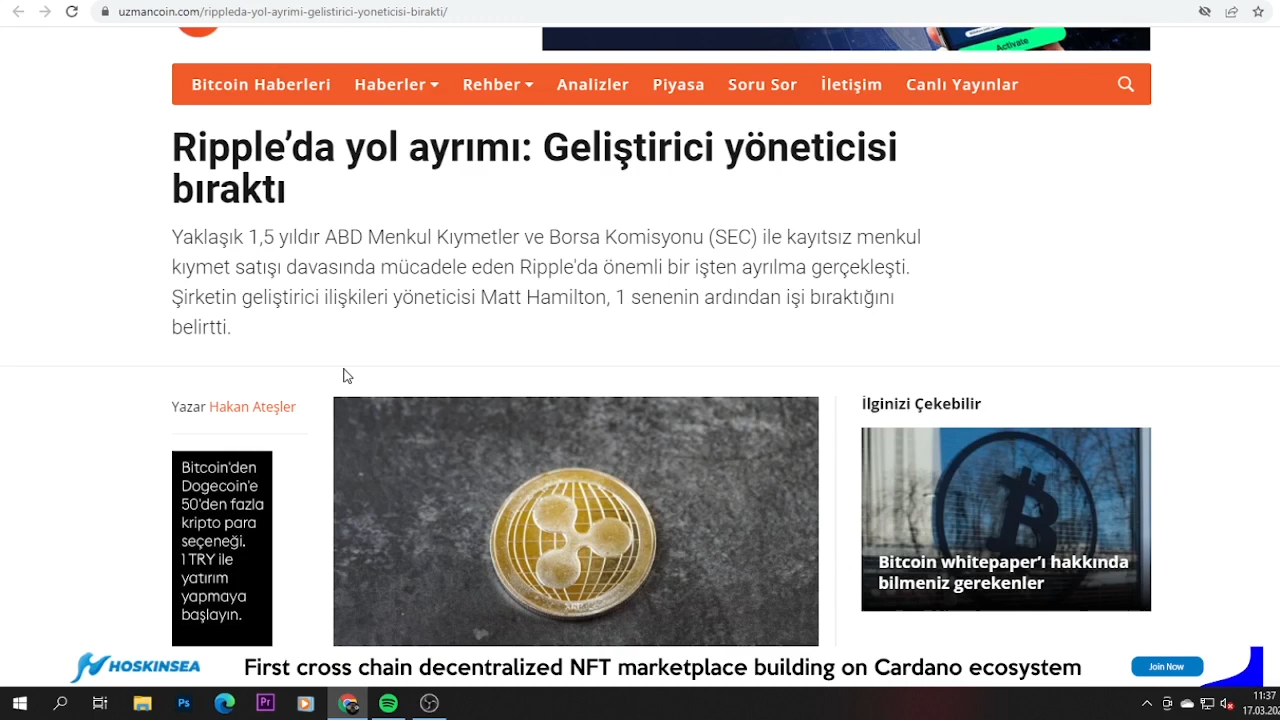 uzmancoin.com/rippleda-yol-ayrimi-gelistirici-yoneticisi-birakti/
Activate
Bitcoin Haberleri Haberler Rehber Analizler Piyasa Soru Sor İletişim Canlı Yayınlar
Ripple’da yol ayrımı: Geliştirici yöneticisi
bıraktı
Yaklaşık 1,5 yıldır ABD Menkul Kıymetler ve Borsa Komisyonu (SEC) ile kayıtsız menkul
kıymet satışı davasında mücadele eden Ripple'da önemli bir işten ayrılma gerçekleşti.
Şirketin geliştirici ilişkileri yöneticisi Matt Hamilton, 1 senenin ardından işi bıraktığını
belirtti.
Yazar Hakan Ateşler
Bitcoin'den
Dogecoin'e
50'den fazla
kripto para
seçeneği.
1 TRY ile
yatırım
yapmaya
başlayın.
İlginizi Çekebilir
Bitcoin whitepaper’ı hakkında
bilmeniz gerekenler
HOSKINSEA
First cross chain decentralized NFT marketplace building on Cardano ecosystem
Join Now
Ps
Pr
11:37
17.03.20